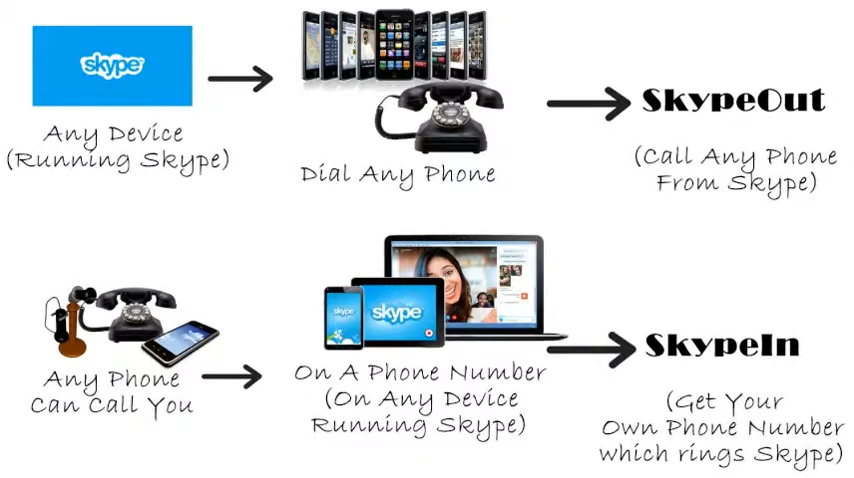 skype
Any Device
(Running Skype)
Dial Any Phone
SkypeOut
(Call Any Phone
From Skype)
Any Phone
Can Call You
skype
On A Phone Number
(On Any Device
Running Skype)
SkypeIn
(Get Your
Own Phone Number
which rings Skype)